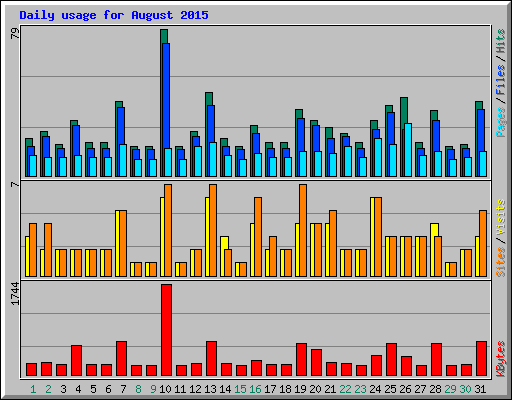 Daily usage for August 2015
79
Pages / Files / Hits
7
Sites / Visits
1744
KBytes
1 2 3 4 5 6 7 8 9 10 11 12 13 14 15 16 17 18 19 20 21 22 23 24 25 26 27 28 29 30 31